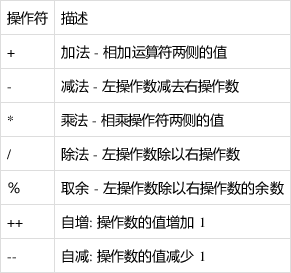 操作符 描述
+ 加法 - 相加运算符两侧的值
- 减法 - 左操作数减去右操作数
* 乘法 - 相乘操作符两侧的值
/ 除法 - 左操作数除以右操作数
% 取余 - 左操作数除以右操作数的余数
++ 自增: 操作数的值增加 1
-- 自减: 操作数的值减少 1